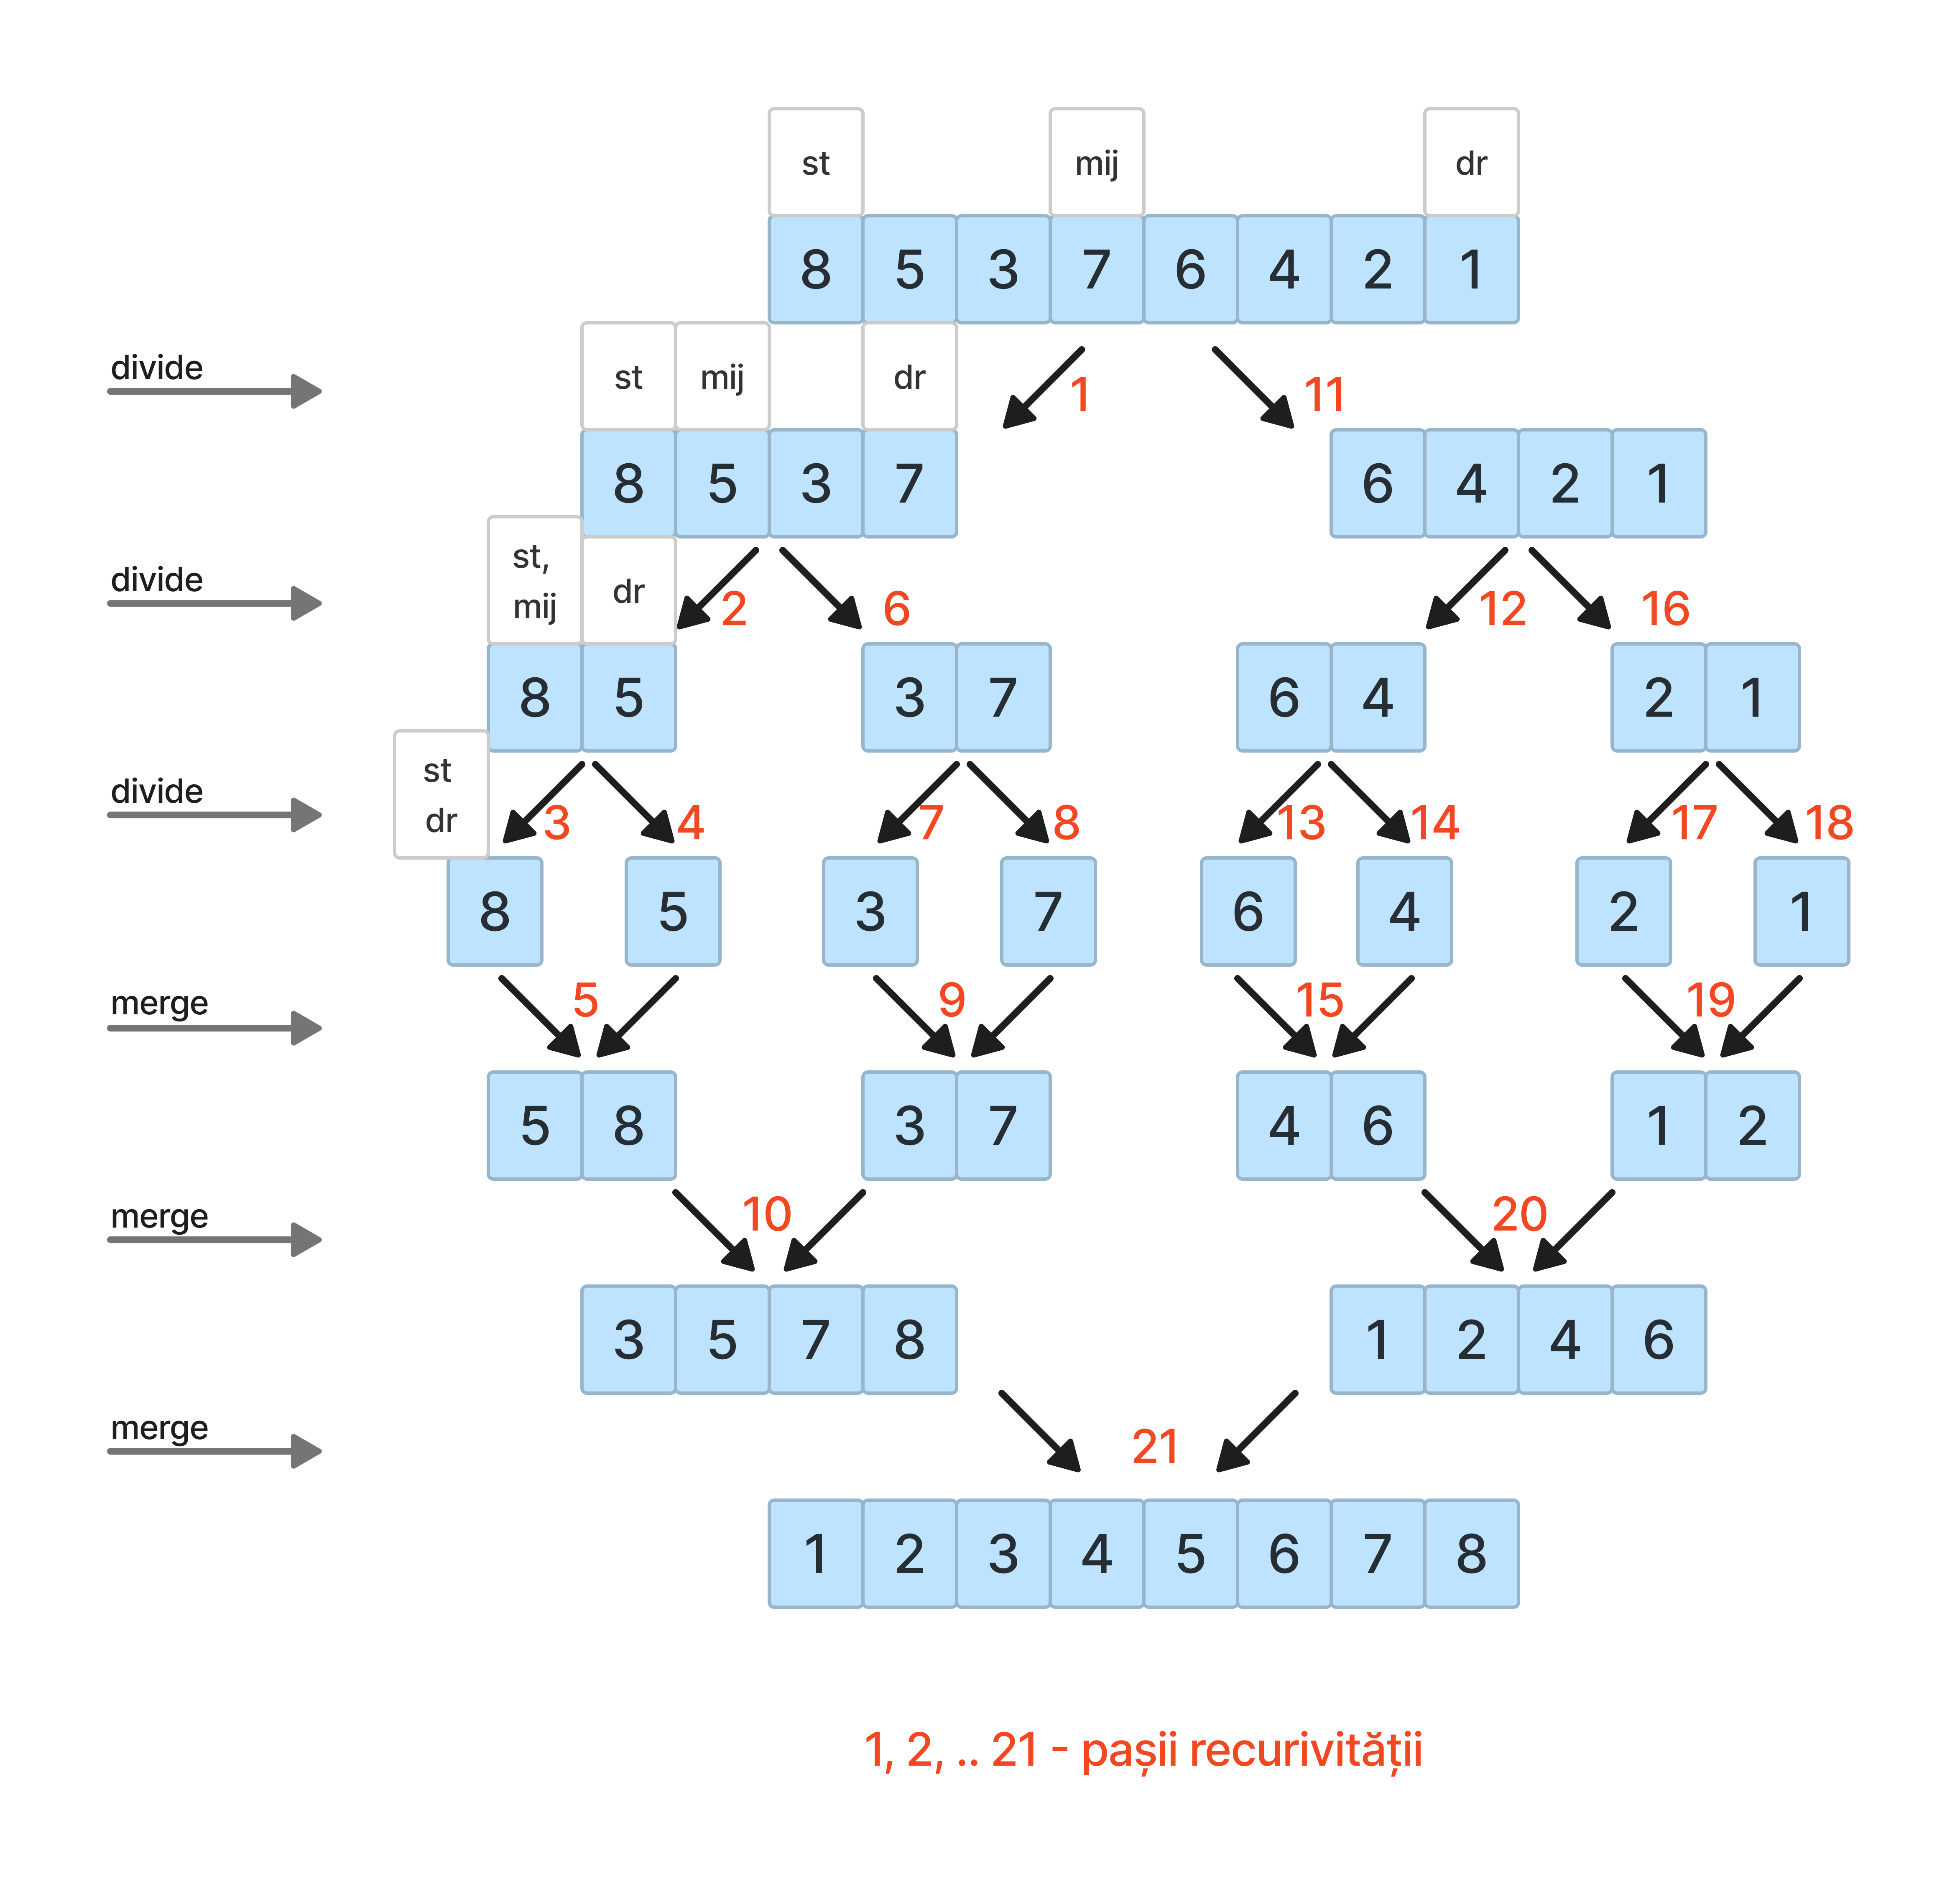 st mij dr
8 5 3 7 6 4 2 1
divide
st mij dr
1 11
8 5 3 7 6 4 2 1
divide
st,
mij
dr
2 6 12 16
8 5 3 7 6 4 2 1
divide
st
dr
3 4 7 8 13 14 17 18
8 5 3 7 6 4 2 1
merge
5 9 15 19
5 8 3 7 4 6 1 2
merge
10 20
3 5 7 8 1 2 4 6
merge
21
1 2 3 4 5 6 7 8
1, 2, .. 21 - pașii recurivității